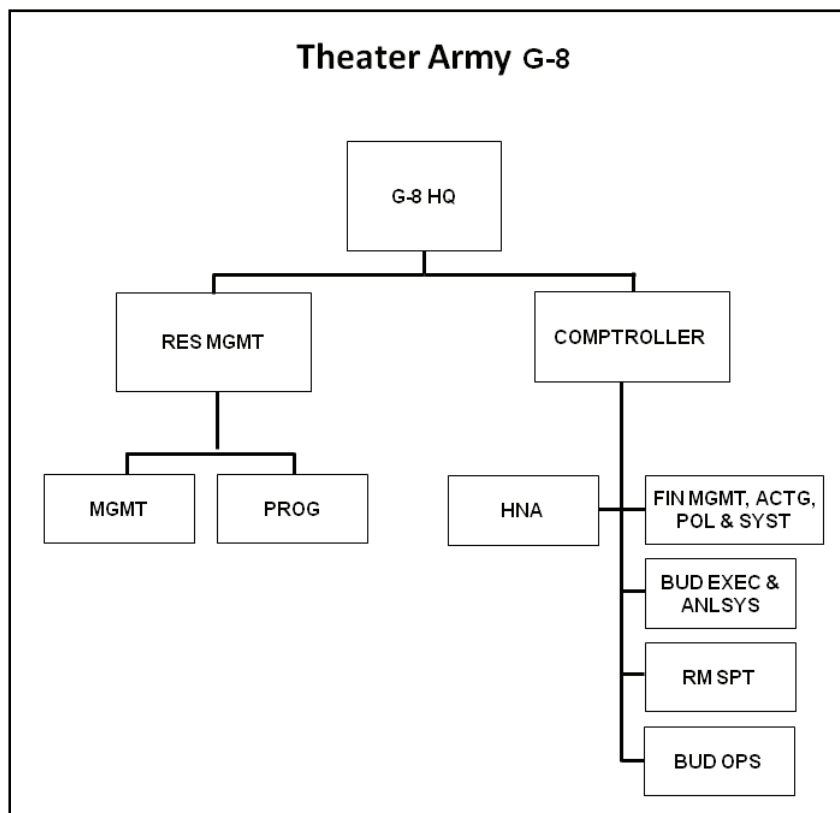 Theater Army G-8
G-8 HQ
RES MGMT
COMPTROLLER
MGMT
PROG
HNA
FIN MGMT, ACTG,
POL & SYST
BUD EXEC &
ANLSYS
RM SPT
BUD OPS